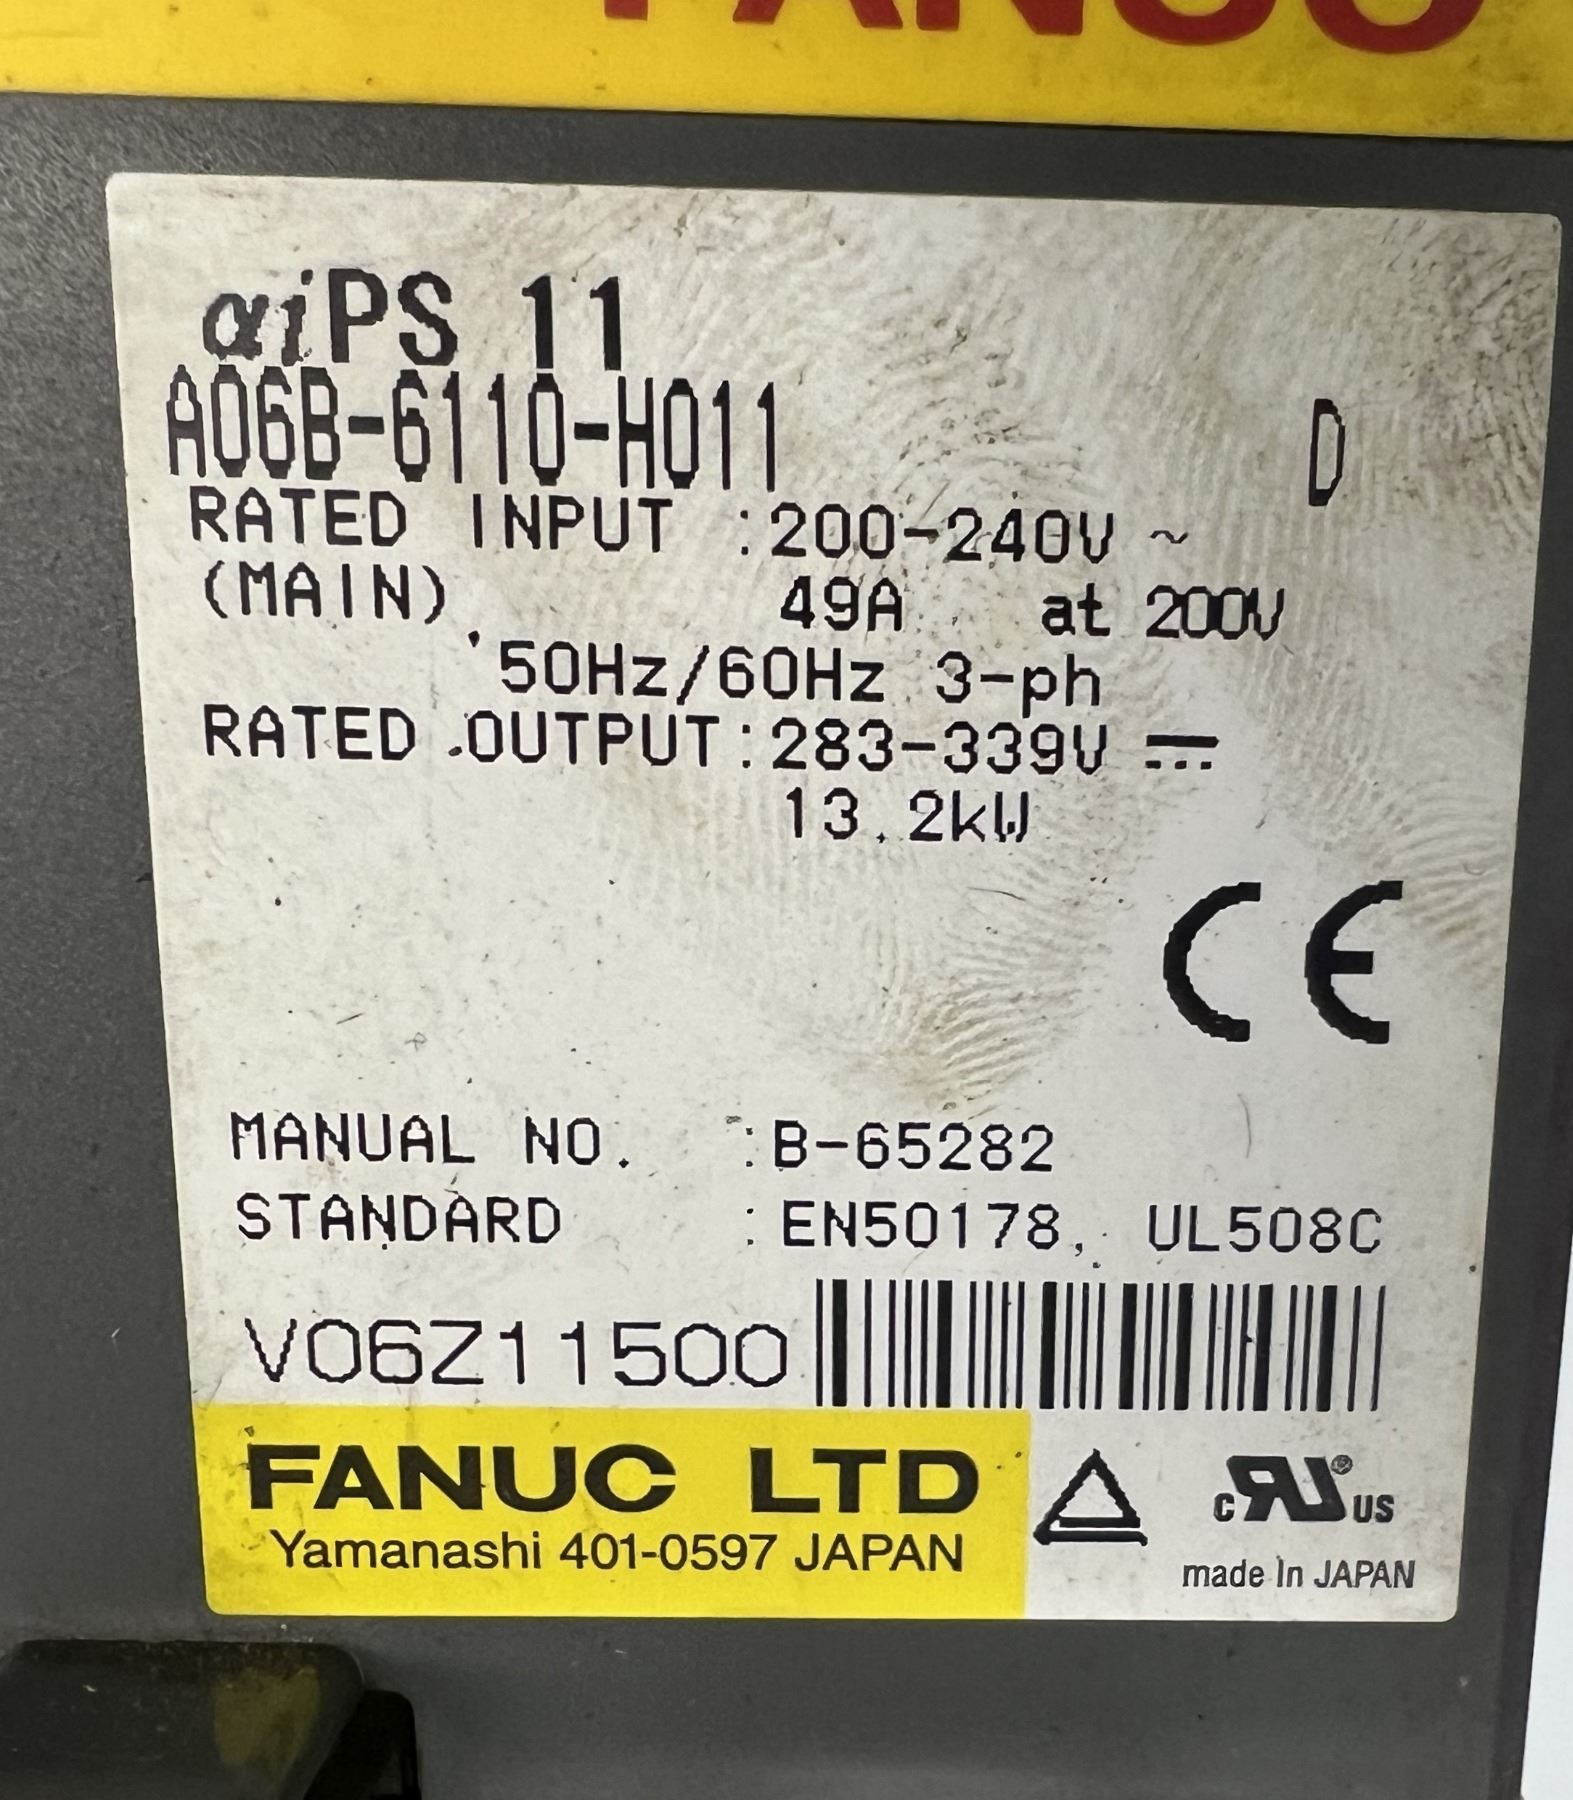 FANUC
αiPS 11
A06B-6110-H011 D
RATED INPUT :200-240V ~
(MAIN) 49A at 200V
50Hz/60Hz 3-ph
RATED OUTPUT:283-339V ⎓
13.2kW
CE
MANUAL NO. :B-65282
STANDARD :EN50178, UL508C
V06Z11500
FANUC LTD
Yamanashi 401-0597 JAPAN
c RU ® US
made in JAPAN